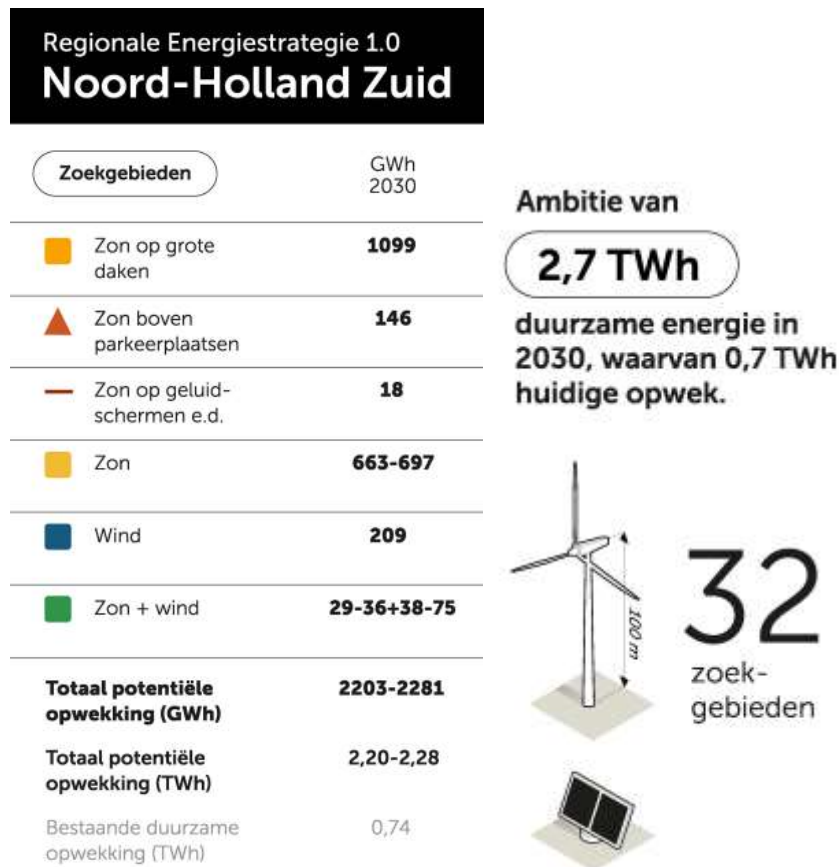 Regionale Energiestrategie 1.0
Noord-Holland Zuid
Zoekgebieden
GWh
2030
Zon op grote
daken
1099
Zon boven
parkeerplaatsen
146
Zon op geluid-
schermen e.d.
18
Zon
663-697
Wind
209
Zon + wind
29-36+38-75
Totaal potentiële
opwekking (GWh)
2203-2281
Totaal potentiële
opwekking (TWh)
2,20-2,28
Bestaande duurzame
opwekking (TWh)
0,74
Ambitie van
2,7 TWh
duurzame energie in
2030, waarvan 0,7 TWh
huidige opwek.
100 m
32
zoek-
gebieden